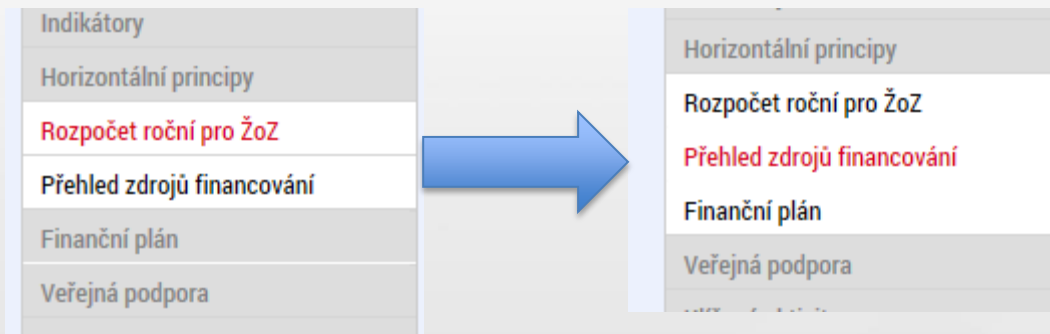 Indikátory
Horizontální principy
Rozpočet roční pro ŽoZ
Přehled zdrojů financování
Finanční plán
Veřejná podpora
Horizontální principy
Rozpočet roční pro ŽoZ
Přehled zdrojů financování
Finanční plán
Veřejná podpora